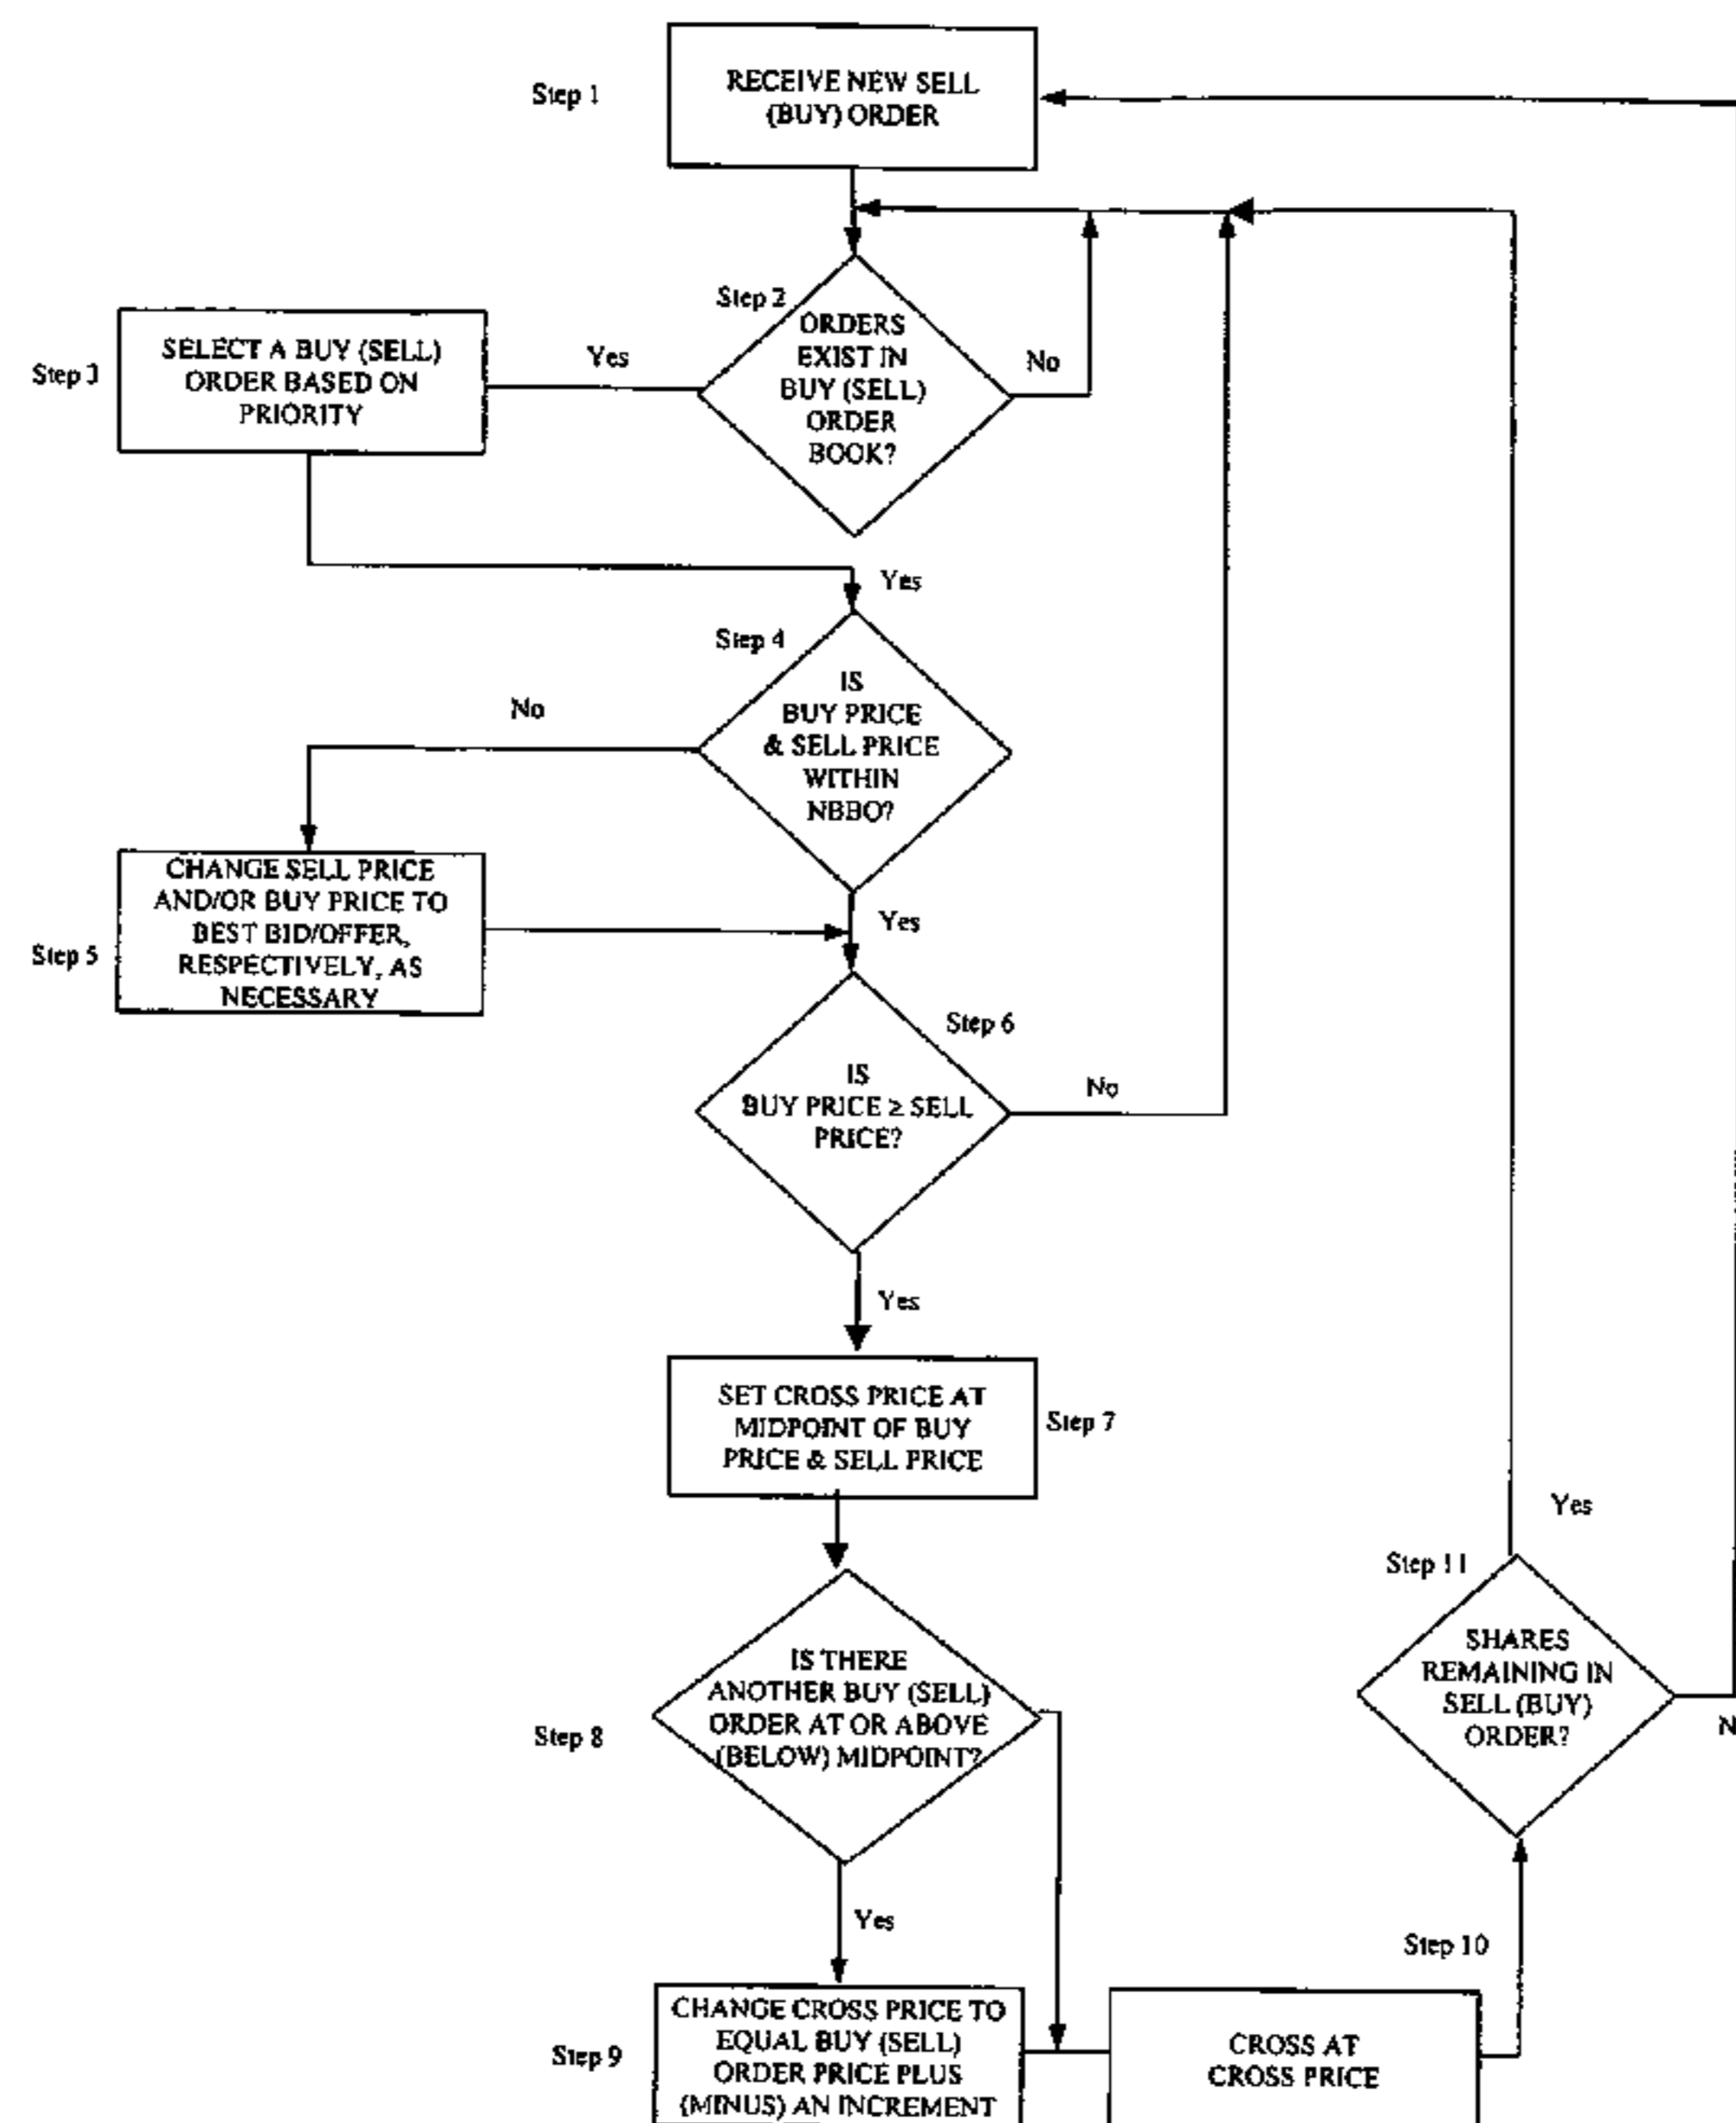 Step 1
RECEIVE NEW SELL
(BUY) ORDER
Step 2
ORDERS
EXIST IN
BUY (SELL)
ORDER
BOOK?
Yes
No
Step 3
SELECT A BUY (SELL)
ORDER BASED ON
PRIORITY
Yes
Step 4
IS
BUY PRICE
& SELL PRICE
WITHIN
NBBO?
No
Yes
Step 5
CHANGE SELL PRICE
AND/OR BUY PRICE TO
BEST BID/OFFER,
RESPECTIVELY, AS
NECESSARY
Step 6
IS
BUY PRICE ≥ SELL
PRICE?
No
Yes
SET CROSS PRICE AT
MIDPOINT OF BUY
PRICE & SELL PRICE
Step 7
Step 8
IS THERE
ANOTHER BUY (SELL)
ORDER AT OR ABOVE
(BELOW) MIDPOINT?
Yes
Step 9
CHANGE CROSS PRICE TO
EQUAL BUY (SELL)
ORDER PRICE PLUS
(MINUS) AN INCREMENT
Step 10
CROSS AT
CROSS PRICE
Step 11
SHARES
REMAINING IN
SELL (BUY)
ORDER?
Yes
N